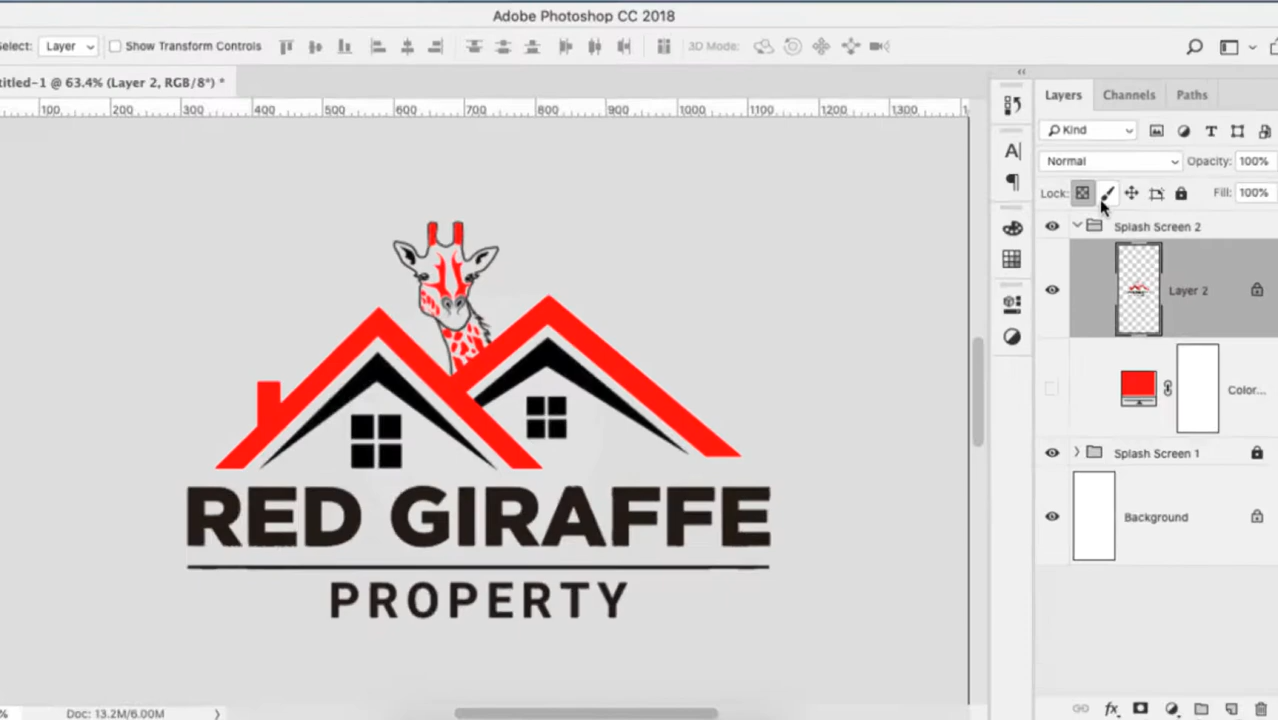 Adobe Photoshop CC 2018
Select: Layer Show Transform Controls 3D Mode:
titled-1 @ 63.4% (Layer 2, RGB/8*) *
100 200 300 400 500 600 700 800 900 1000 1100 1200 1300
Layers Channels Paths
Kind
Normal Opacity: 100%
Lock: Fill: 100%
Splash Screen 2
Layer 2
Color...
Splash Screen 1
Background
RED GIRAFFE
PROPERTY
% Doc: 13.2M/6.00M
fx